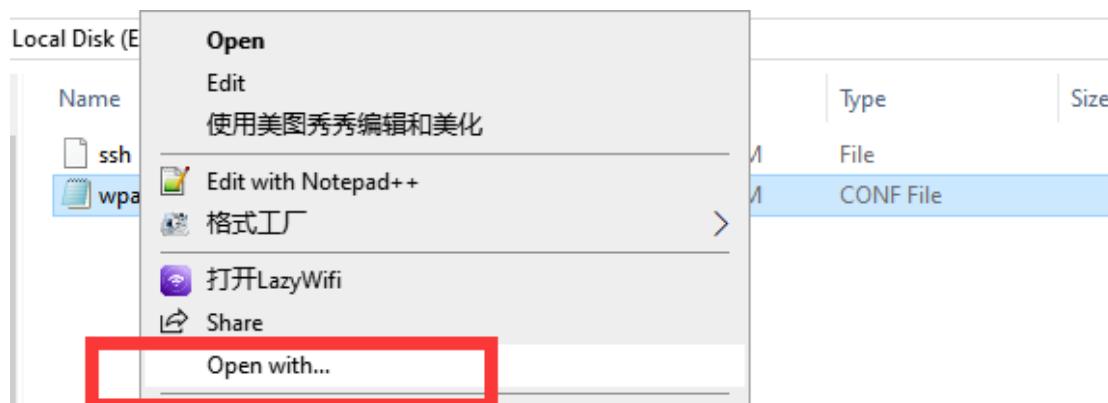 Local Disk (E
Name
Type
Size
ssh
M
File
wpa
M
CONF File
Open
Edit
使用美图秀秀编辑和美化
Edit with Notepad++
格式工厂
打开LazyWifi
Share
Open with...